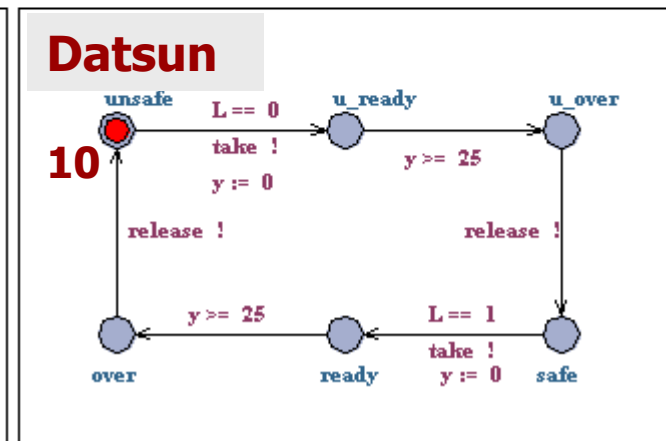 Datsun
unsafe
L == 0
u_ready
u_over
take !
y >= 25
10
y := 0
release !
release !
y >= 25
L == 1
take !
over
ready
y := 0
safe